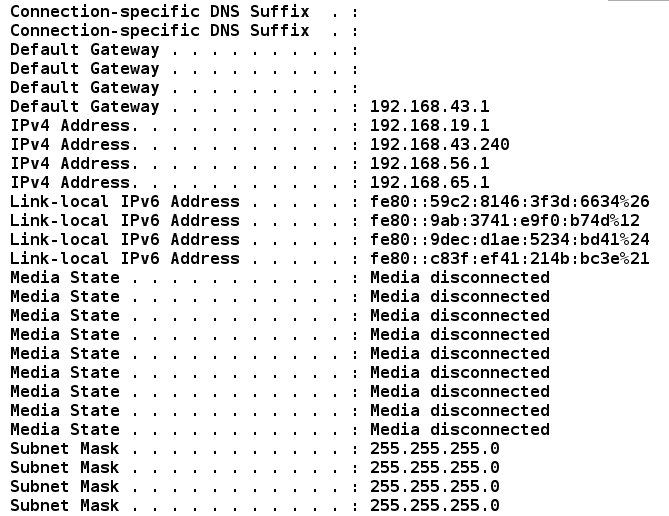 Connection-specific DNS Suffix  . :
Connection-specific DNS Suffix  . :
Default Gateway . . . . . . . . . :
Default Gateway . . . . . . . . . :
Default Gateway . . . . . . . . . :
Default Gateway . . . . . . . . . : 192.168.43.1
IPv4 Address. . . . . . . . . . . : 192.168.19.1
IPv4 Address. . . . . . . . . . . : 192.168.43.240
IPv4 Address. . . . . . . . . . . : 192.168.56.1
IPv4 Address. . . . . . . . . . . : 192.168.65.1
Link-local IPv6 Address . . . . . : fe80::59c2:8146:3f3d:6634%26
Link-local IPv6 Address . . . . . : fe80::9ab:3741:e9f0:b74d%12
Link-local IPv6 Address . . . . . : fe80::9dec:d1ae:5234:bd41%24
Link-local IPv6 Address . . . . . : fe80::c83f:ef41:214b:bc3e%21
Media State . . . . . . . . . . . : Media disconnected
Media State . . . . . . . . . . . : Media disconnected
Media State . . . . . . . . . . . : Media disconnected
Media State . . . . . . . . . . . : Media disconnected
Media State . . . . . . . . . . . : Media disconnected
Media State . . . . . . . . . . . : Media disconnected
Media State . . . . . . . . . . . : Media disconnected
Media State . . . . . . . . . . . : Media disconnected
Media State . . . . . . . . . . . : Media disconnected
Subnet Mask . . . . . . . . . . . : 255.255.255.0
Subnet Mask . . . . . . . . . . . : 255.255.255.0
Subnet Mask . . . . . . . . . . . : 255.255.255.0
Subnet Mask . . . . . . . . . . . : 255.255.255.0